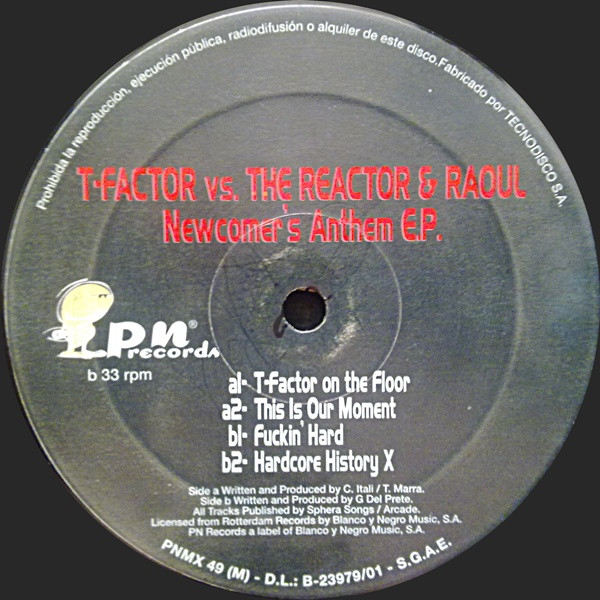 Prohibida la reproducción, ejecución pública, radiodifusión o alquiler de este disco.Fabricado por TECNODISCO S.A.
T-FACTOR vs. THE REACTOR & RAOUL
Newcomer's Anthem E.P.
pn®
records
b 33 rpm
a1- T-Factor on the Floor
a2- This Is Our Moment
b1- Fuckin' Hard
b2- Hardcore History X
Side a Written and Produced by C. Itali / T. Marra.
Side b Written and Produced by G Del Prete.
All Tracks Published by Sphera Songs / Arcade.
Licensed from Rotterdam Records by Blanco y Negro Music, S.A.
PN Records a label of Blanco y Negro Music, S.A.
PNMX 49 (M) - D.L.: B-23979/01 - S.G.A.E.